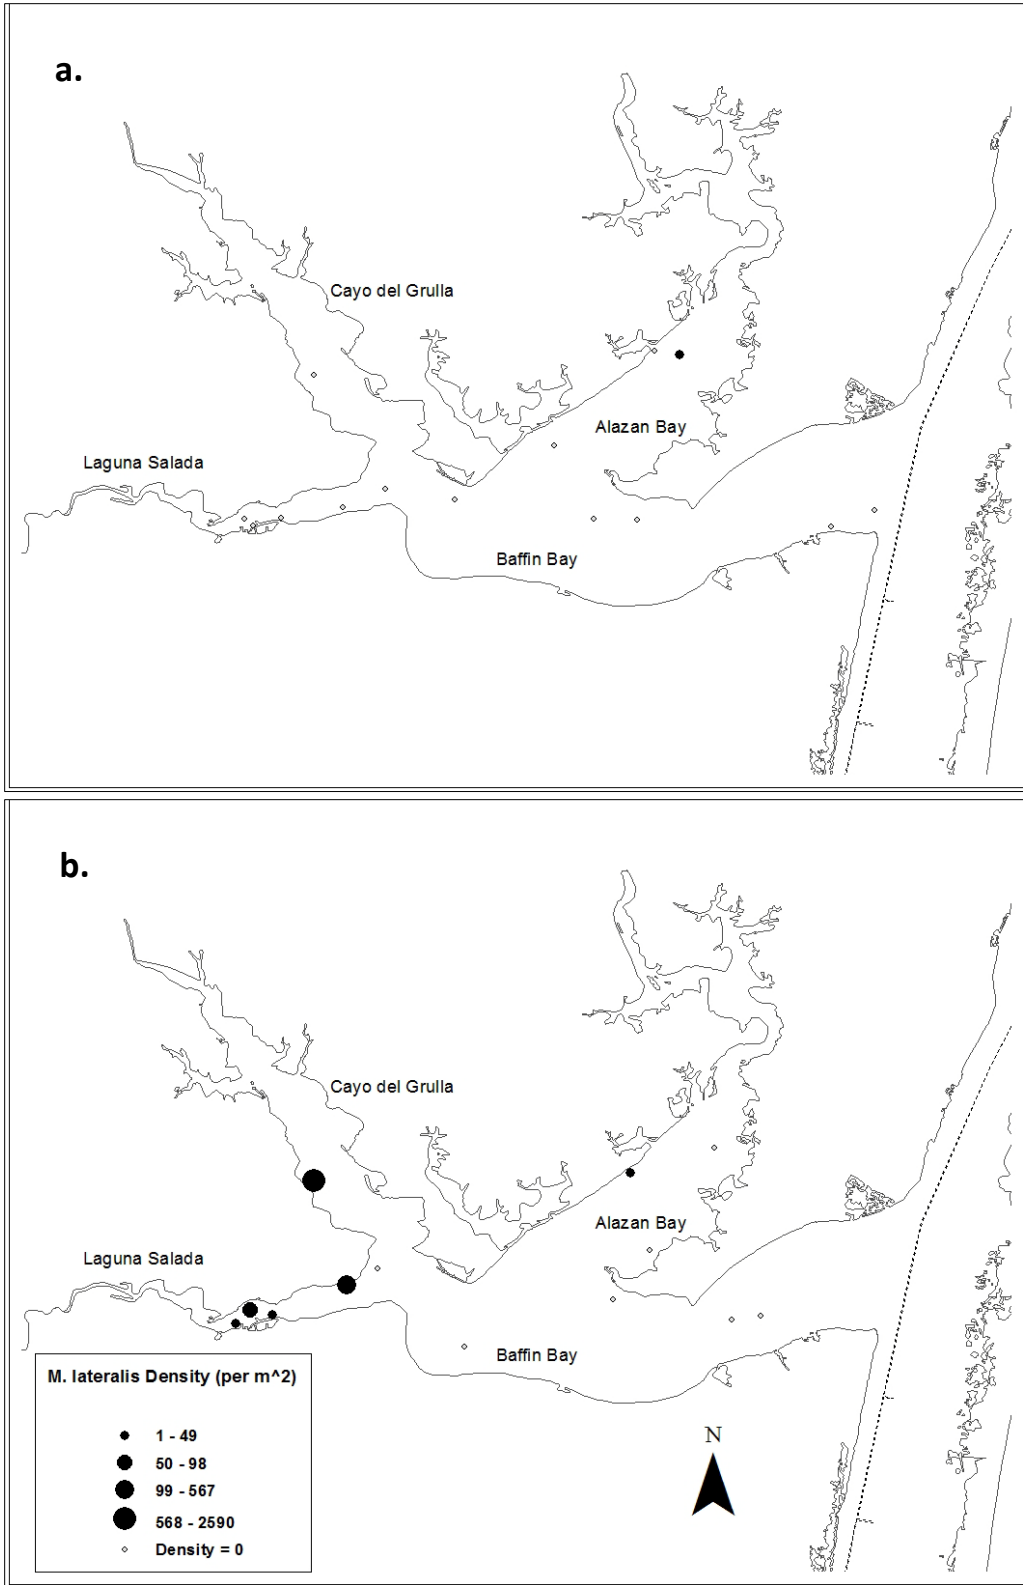 a.
Cayo del Grulla
Alazan Bay
Laguna Salada
Baffin Bay
b.
Cayo del Grulla
Alazan Bay
Laguna Salada
Baffin Bay
M. lateralis Density (per m^2)
1 - 49
50 - 98
99 - 567
568 - 2590
Density = 0
N